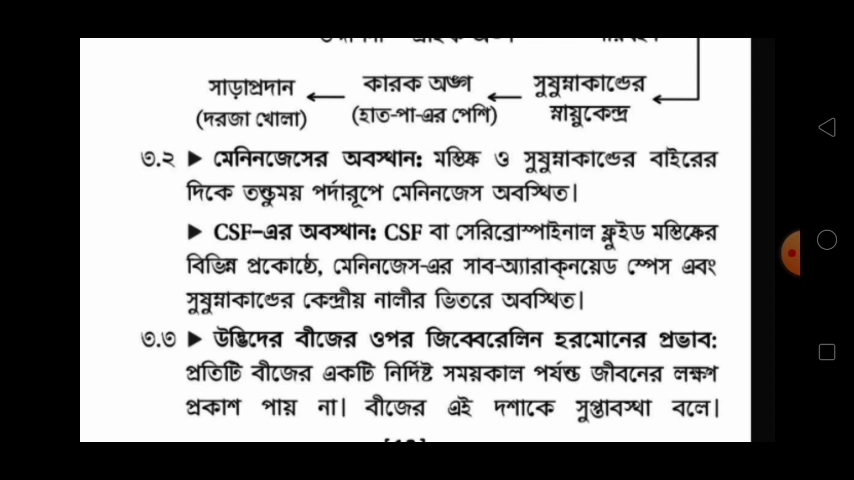 সাড়াপ্রদান ← কারক অঙ্গ ← সুষুম্নাকাণ্ডের
(দরজা খোলা) (হাত-পা-এর পেশি) স্নায়ুকেন্দ্র
৩.২ ▶ মেনিনজেসের অবস্থান: মস্তিষ্ক ও সুষুম্নাকাণ্ডের বাইরের
দিকে তন্তুময় পর্দারূপে মেনিনজেস অবস্থিত।
▶ CSF-এর অবস্থান: CSF বা সেরিব্রোস্পাইনাল ফ্লুইড মস্তিষ্কের
বিভিন্ন প্রকোষ্ঠে, মেনিনজেস-এর সাব-অ্যারাক্‌নয়েড স্পেস এবং
সুষুম্নাকাণ্ডের কেন্দ্রীয় নালীর ভিতরে অবস্থিত।
৩.৩ ▶ উদ্ভিদের বীজের ওপর জিব্বেরেলিন হরমোনের প্রভাব:
প্রতিটি বীজের একটি নির্দিষ্ট সময়কাল পর্যন্ত জীবনের লক্ষণ
প্রকাশ পায় না। বীজের এই দশাকে সুপ্তাবস্থা বলে।